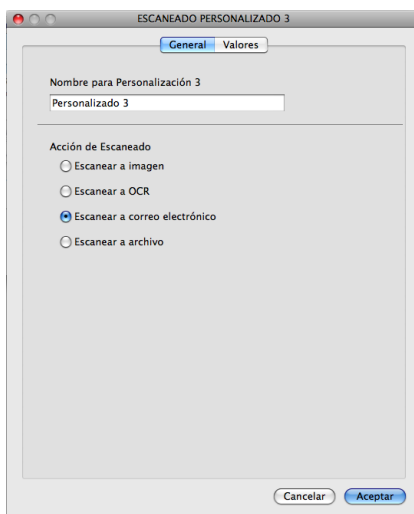 ESCANEADO PERSONALIZADO 3
General Valores
Nombre para Personalización 3
Personalizado 3
Acción de Escaneado
Escanear a imagen
Escanear a OCR
Escanear a correo electrónico
Escanear a archivo
Cancelar Aceptar